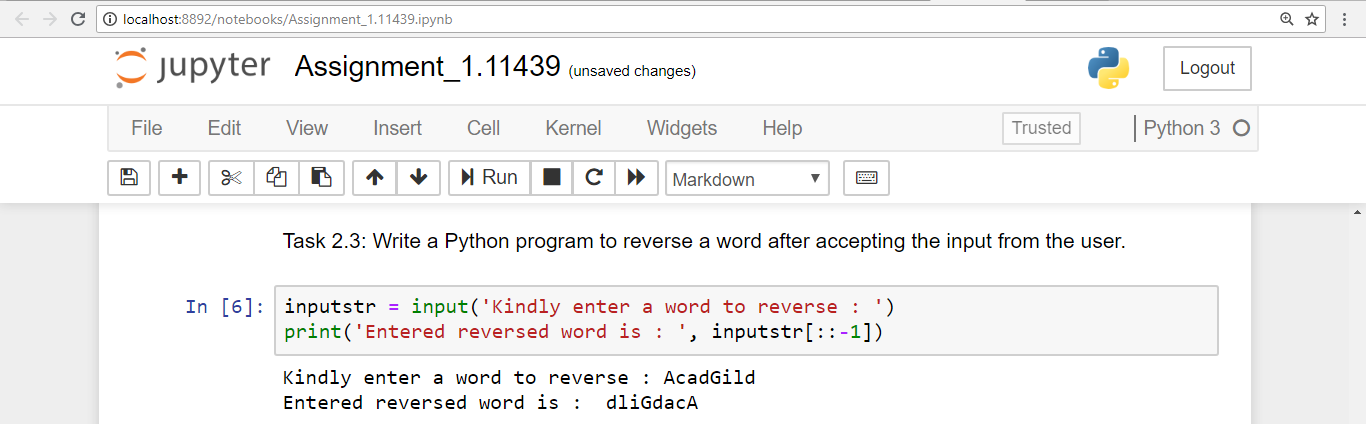 localhost:8892/notebooks/Assignment_1.11439.ipynb
jupyter Assignment_1.11439 (unsaved changes) Logout
File Edit View Insert Cell Kernel Widgets Help Trusted Python 3
Run Markdown
Task 2.3: Write a Python program to reverse a word after accepting the input from the user.
In [6]: inputstr = input('Kindly enter a word to reverse : ')
print('Entered reversed word is : ', inputstr[::-1])
Kindly enter a word to reverse : AcadGild
Entered reversed word is :  dliGdacA